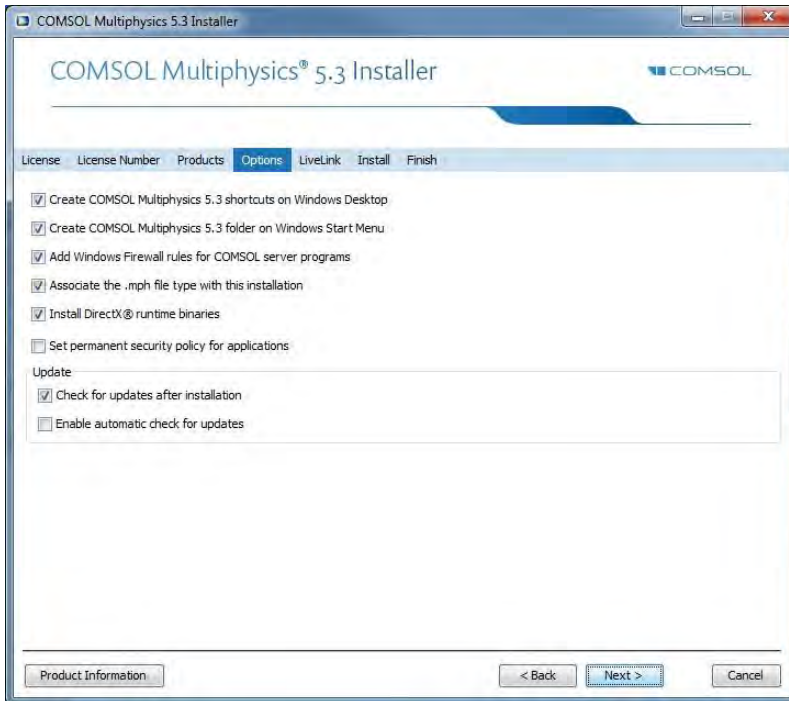 COMSOL Multiphysics 5.3 Installer
COMSOL Multiphysics® 5.3 Installer
COMSOL
License License Number Products Options LiveLink Install Finish
Create COMSOL Multiphysics 5.3 shortcuts on Windows Desktop
Create COMSOL Multiphysics 5.3 folder on Windows Start Menu
Add Windows Firewall rules for COMSOL server programs
Associate the .mph file type with this installation
Install DirectX® runtime binaries
Set permanent security policy for applications
Update
Check for updates after installation
Enable automatic check for updates
Product Information < Back Next > Cancel